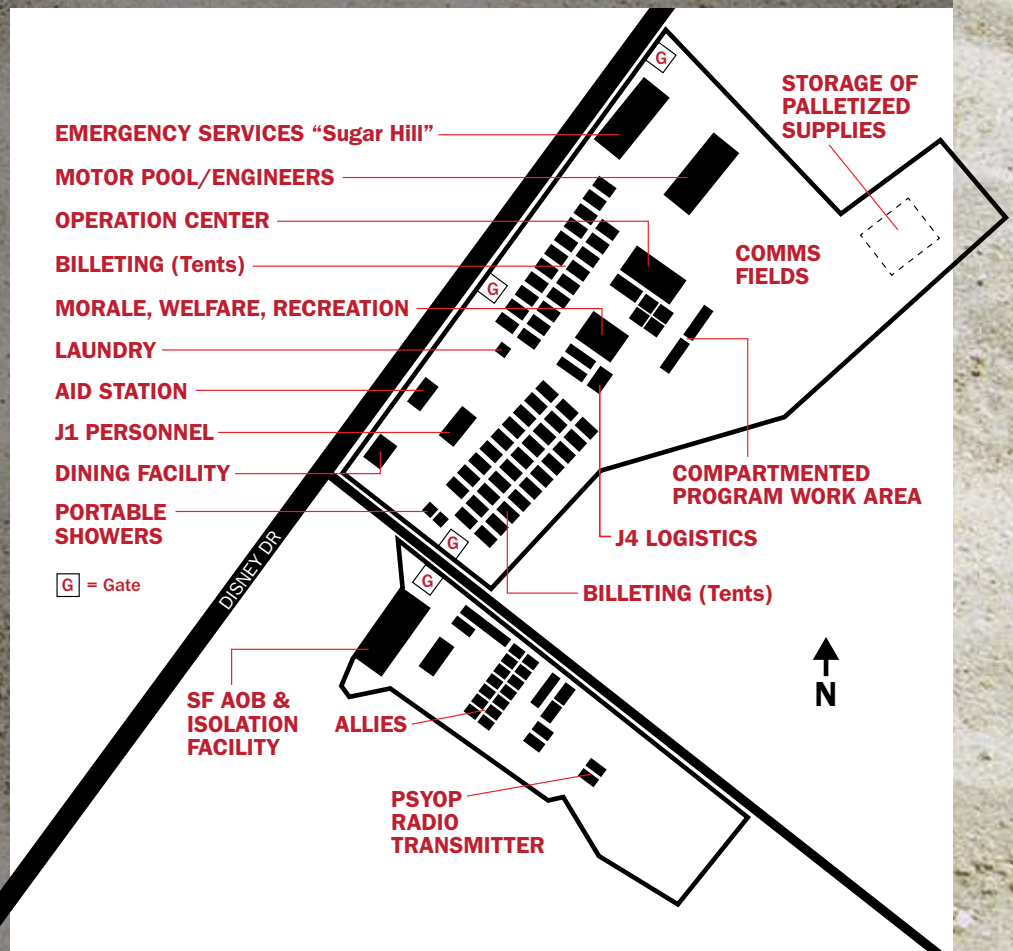 EMERGENCY SERVICES “Sugar Hill”
MOTOR POOL/ENGINEERS
OPERATION CENTER
BILLETING (Tents)
MORALE, WELFARE, RECREATION
LAUNDRY
AID STATION
J1 PERSONNEL
DINING FACILITY
PORTABLE
SHOWERS
G = Gate
DISNEY DR
G
G
G
G
STORAGE OF
PALLETIZED
SUPPLIES
COMMS
FIELDS
COMPARTMENTED
PROGRAM WORK AREA
J4 LOGISTICS
BILLETING (Tents)
SF AOB &
ISOLATION
FACILITY
ALLIES
PSYOP
RADIO
TRANSMITTER
N